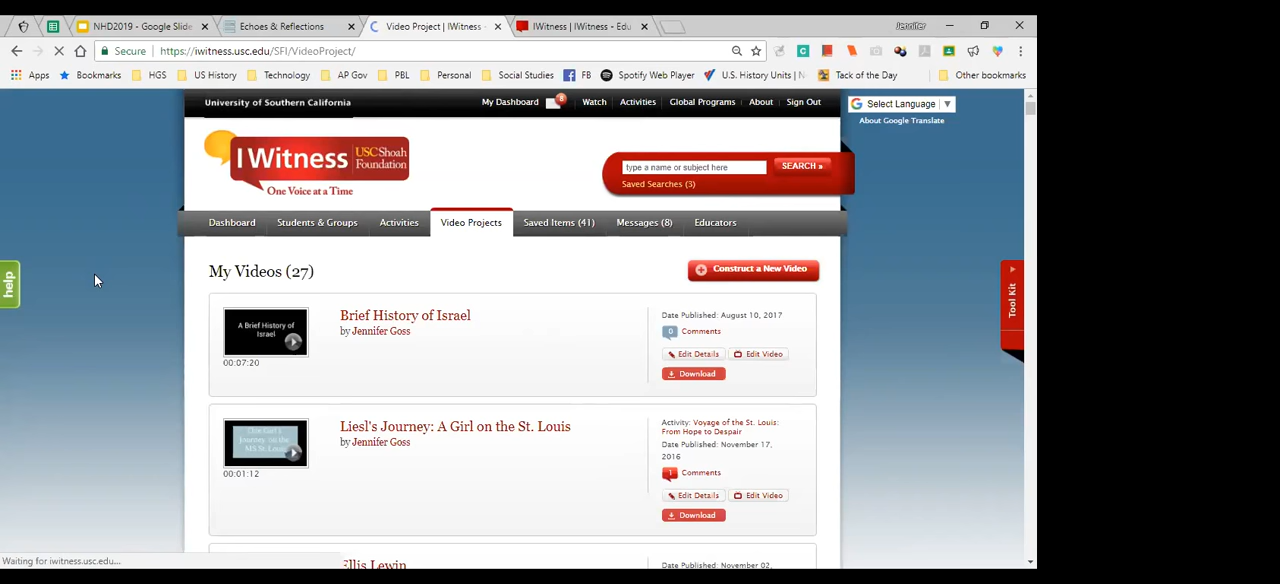 NHD2019 - Google Slide
Echoes & Reflections
Video Project | IWitness -
IWitness | IWitness - Edu
Jennifer
Secure
https://iwitness.usc.edu/SFI/VideoProject/
Apps
Bookmarks
HGS
US History
Technology
AP Gov
PBL
Personal
Social Studies
FB
Spotify Web Player
U.S. History Units | N
Tack of the Day
Other bookmarks
University of Southern California
My Dashboard
8
Watch
Activities
Global Programs
About
Sign Out
Select Language
About Google Translate
IWitness
USC Shoah
Foundation
One Voice at a Time
type a name or subject here
SEARCH »
Saved Searches (3)
Dashboard
Students & Groups
Activities
Video Projects
Saved Items (41)
Messages (8)
Educators
help
Tool Kit
My Videos (27)
Construct a New Video
A Brief History of
Israel
00:07:20
Brief History of Israel
by Jennifer Goss
Date Published: August 10, 2017
0 Comments
Edit Details
Edit Video
Download
00:01:12
Liesl's Journey: A Girl on the St. Louis
by Jennifer Goss
Activity: Voyage of the St. Louis:
From Hope to Despair
Date Published: November 17,
2016
1 Comments
Edit Details
Edit Video
Download
Ellis Lewin
Date Published: November 02,
Waiting for iwitness.usc.edu...